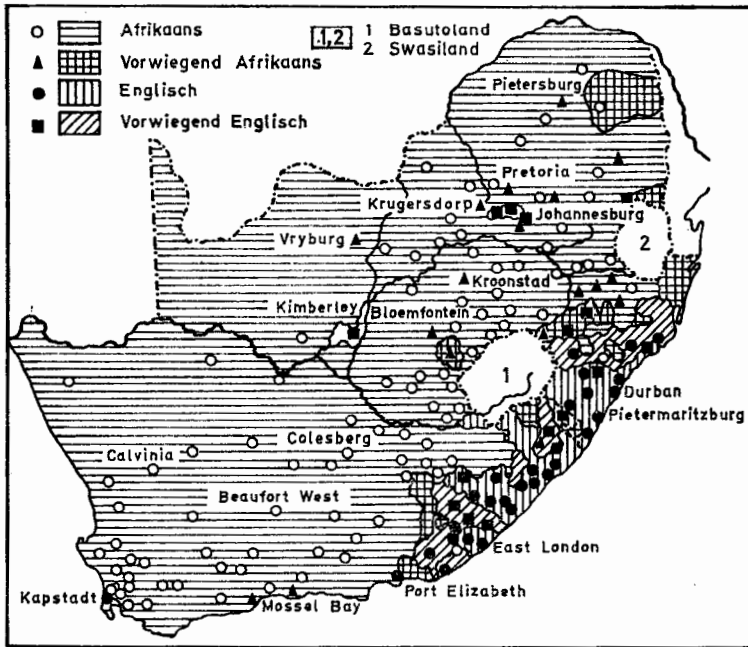 Afrikaans
Vorwiegend Afrikaans
Englisch
Vorwiegend Englisch
1,2
1 Basutoland
2 Swasiland
Pietersburg
Pretoria
Krugersdorp
Johannesburg
Vryburg
2
Kroonstad
Kimberley
Bloemfontein
1
Durban
Pietermaritzburg
Colesberg
Calvinia
Beaufort West
East London
Port Elizabeth
Kapstadt
Mossel Bay